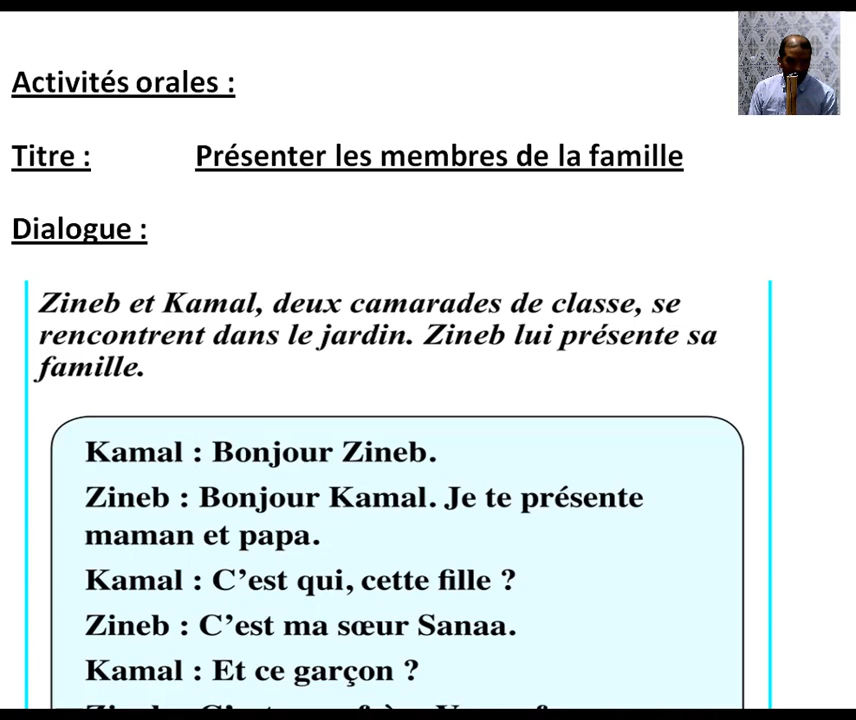 Activités orales :
Titre : Présenter les membres de la famille
Dialogue :
Zineb et Kamal, deux camarades de classe, se
rencontrent dans le jardin. Zineb lui présente sa
famille.
Kamal : Bonjour Zineb.
Zineb : Bonjour Kamal. Je te présente
maman et papa.
Kamal : C’est qui, cette fille ?
Zineb : C’est ma sœur Sanaa.
Kamal : Et ce garçon ?